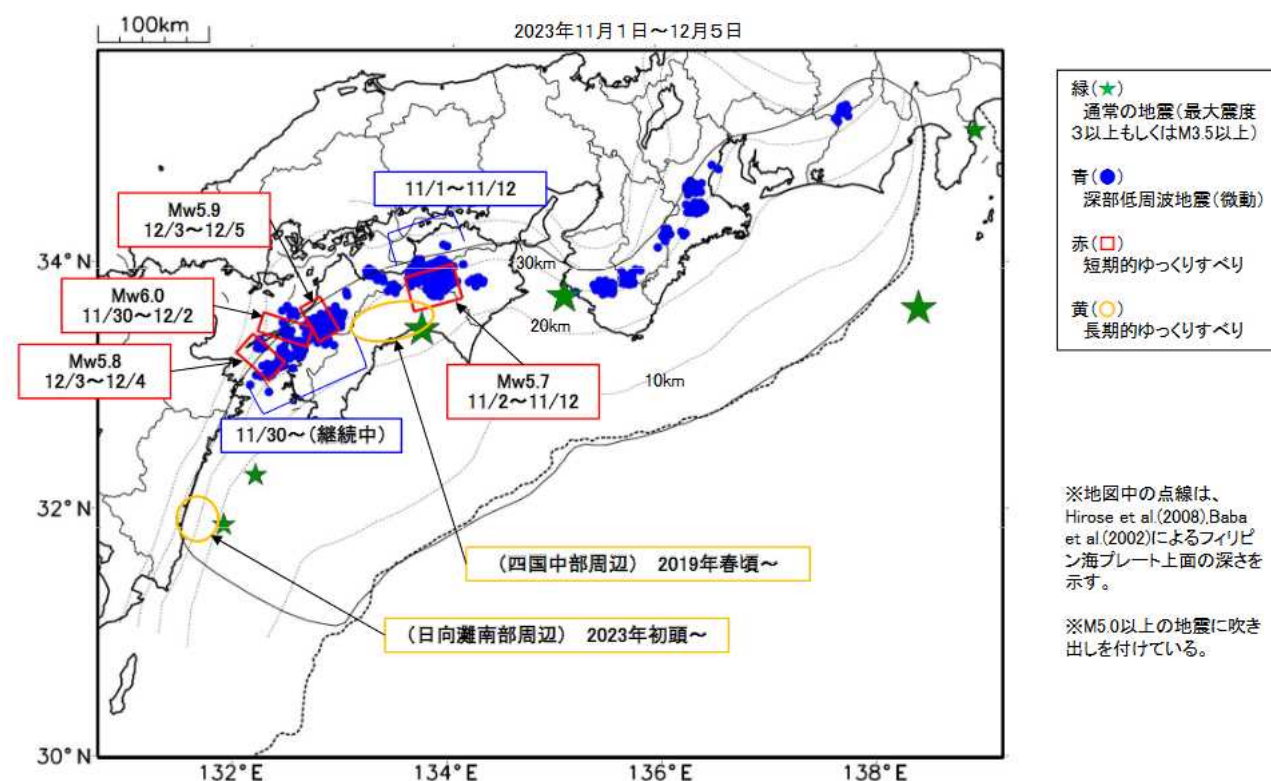 100km
2023年11月1日～12月5日
緑(★)
通常の地震(最大震度
3以上もしくはM3.5以上)
青(●)
深部低周波地震(微動)
赤(□)
短期的ゆっくりすべり
黄(○)
長期的ゆっくりすべり
11/1～11/12
Mw5.9
12/3～12/5
34°N
30km
Mw6.0
11/30～12/2
20km
Mw5.8
12/3～12/4
Mw5.7
11/2～11/12
10km
11/30～(継続中)
32°N
(四国中部周辺) 2019年春頃～
(日向灘南部周辺) 2023年初頭～
※地図中の点線は、
Hirose et al.(2008),Baba
et al.(2002)によるフィリピ
ン海プレート上面の深さを
示す。
※M5.0以上の地震に吹き
出しを付けている。
30°N
132°E
134°E
136°E
138°E